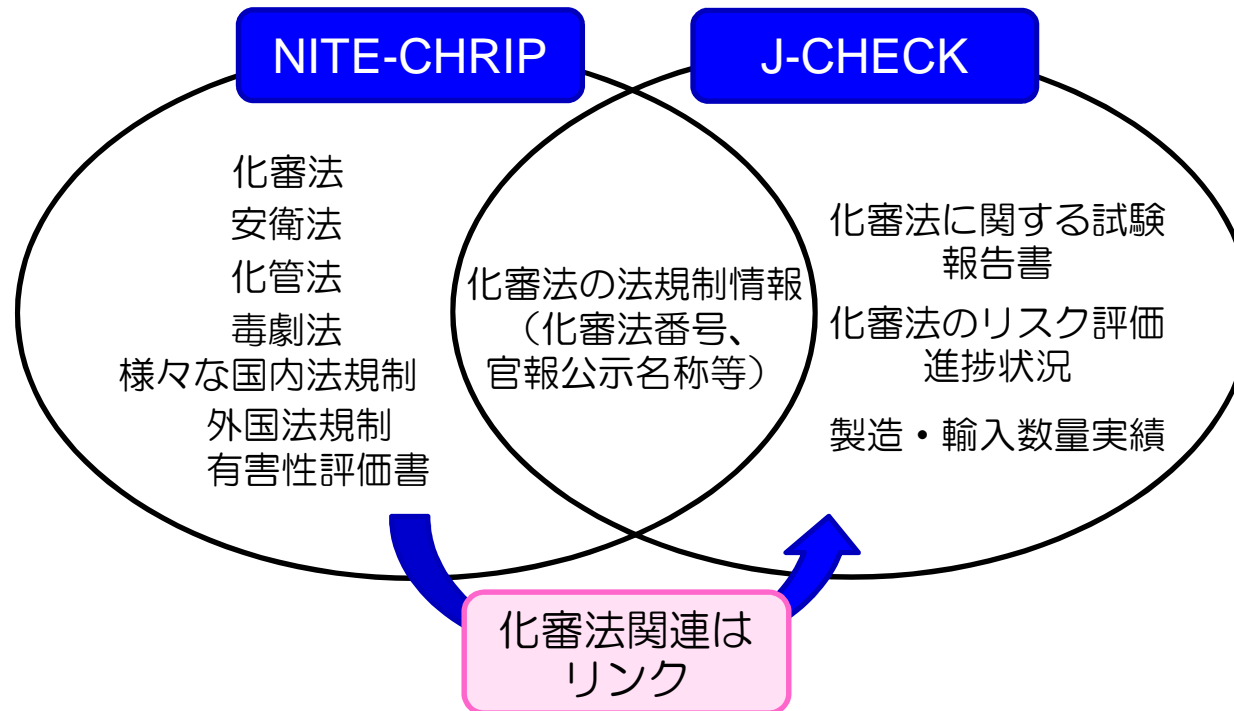 NITE-CHRIP
J-CHECK
化審法
安衛法
化管法
毒劇法
様々な国内法規制
外国法規制
有害性評価書
化審法の法規制情報
（化審法番号、
官報公示名称等）
化審法に関する試験
報告書
化審法のリスク評価
進捗状況
製造・輸入数量実績
化審法関連は
リンク